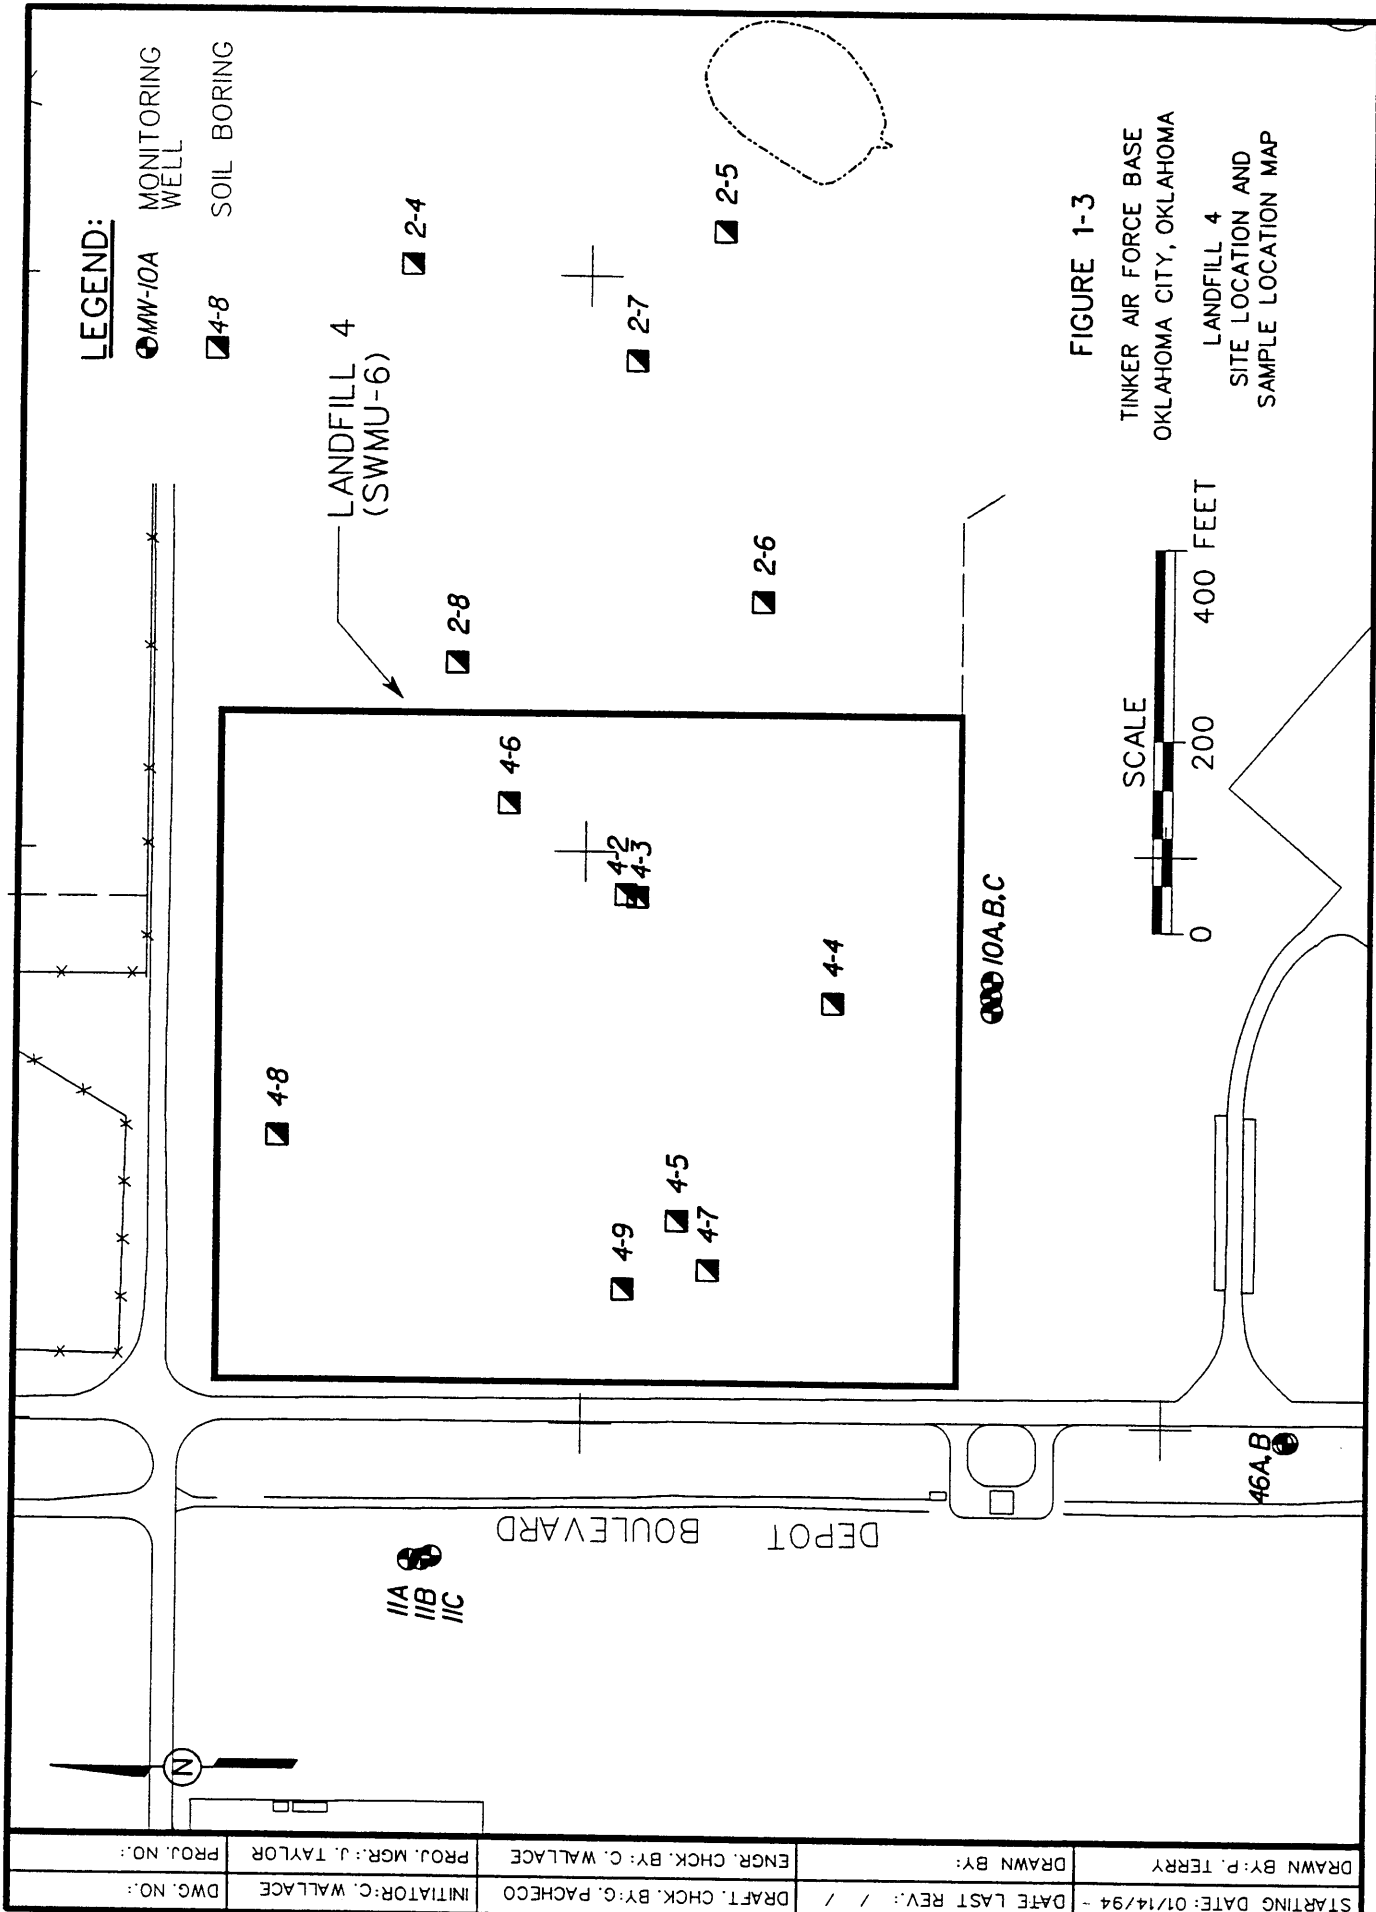 LEGEND:
MW-10A MONITORING
WELL
4-8 SOIL BORING
LANDFILL 4
(SWMU-6)
2-4
2-5
2-7
2-8
2-6
4-6
4-2
4-3
4-4
4-8
4-5
4-7
4-9
10A,B,C
11A
11B
11C
46A,B
DEPOT BOULEVARD
N
SCALE
0 200 400 FEET
FIGURE 1-3
TINKER AIR FORCE BASE
OKLAHOMA CITY, OKLAHOMA
LANDFILL 4
SITE LOCATION AND
SAMPLE LOCATION MAP
STARTING DATE: 01/14/94
DRAWN BY: P. TERRY
DATE LAST REV.: / /
DRAWN BY:
DRAFT. CHCK. BY: G. PACHECO
ENGR. CHCK. BY: C. WALLACE
INITIATOR: C. WALLACE
PROJ. MGR.: J. TAYLOR
DWG. NO.:
PROJ. NO.: